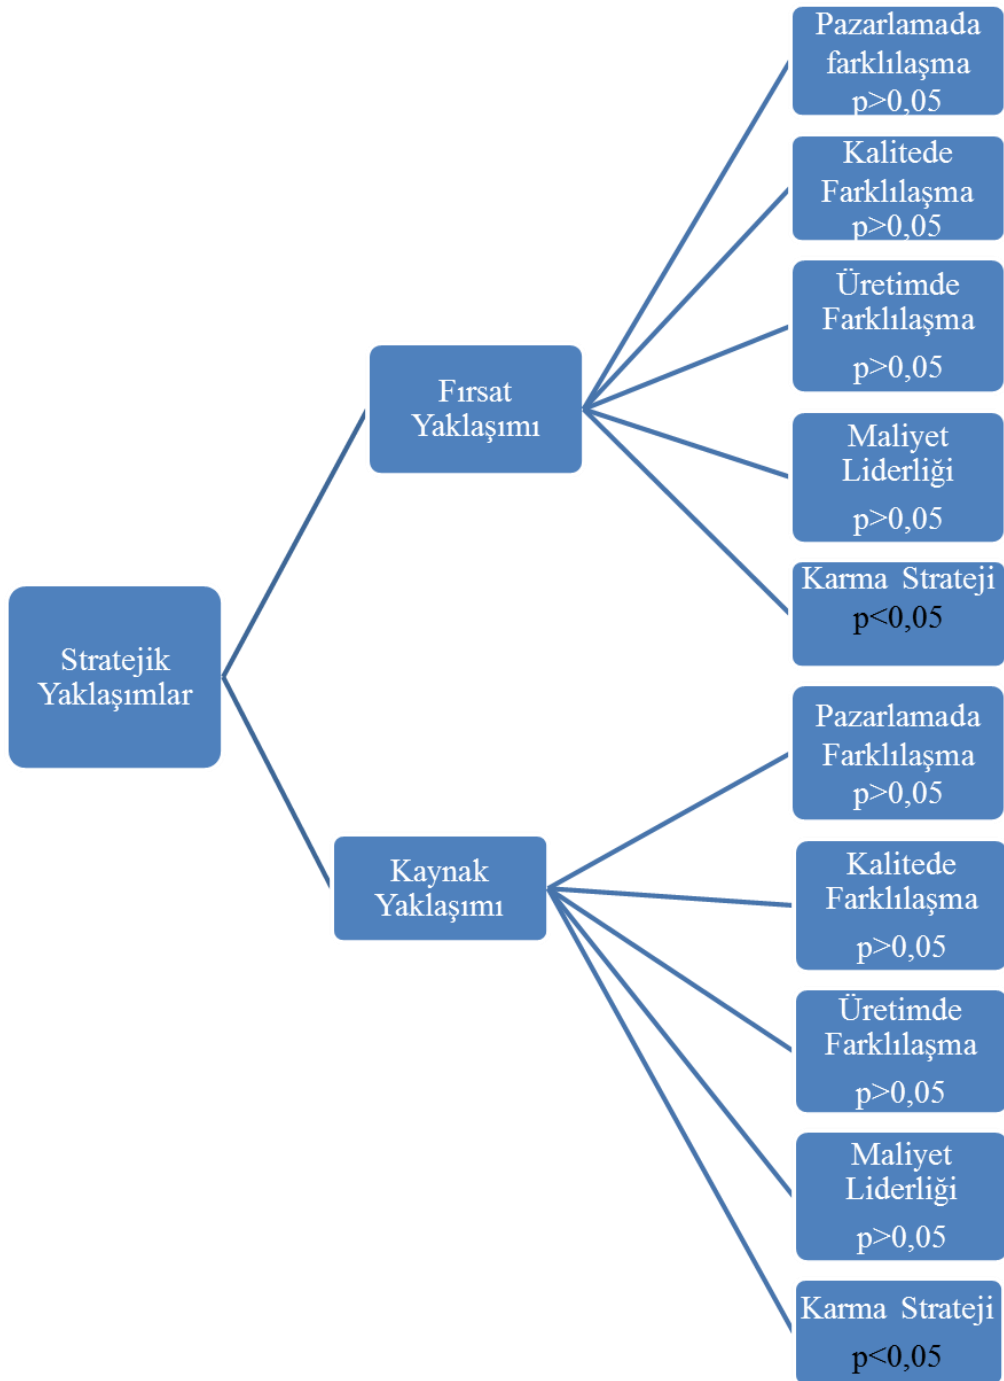 Stratejik
Yaklaşımlar
Fırsat
Yaklaşımı
Pazarlamada
farklılaşma
p>0,05
Kalitede
Farklılaşma
p>0,05
Üretimde
Farklılaşma
p>0,05
Maliyet
Liderliği
p>0,05
Karma Strateji
p<0,05
Kaynak
Yaklaşımı
Pazarlamada
Farklılaşma
p>0,05
Kalitede
Farklılaşma
p>0,05
Üretimde
Farklılaşma
p>0,05
Maliyet
Liderliği
p>0,05
Karma Strateji
p<0,05